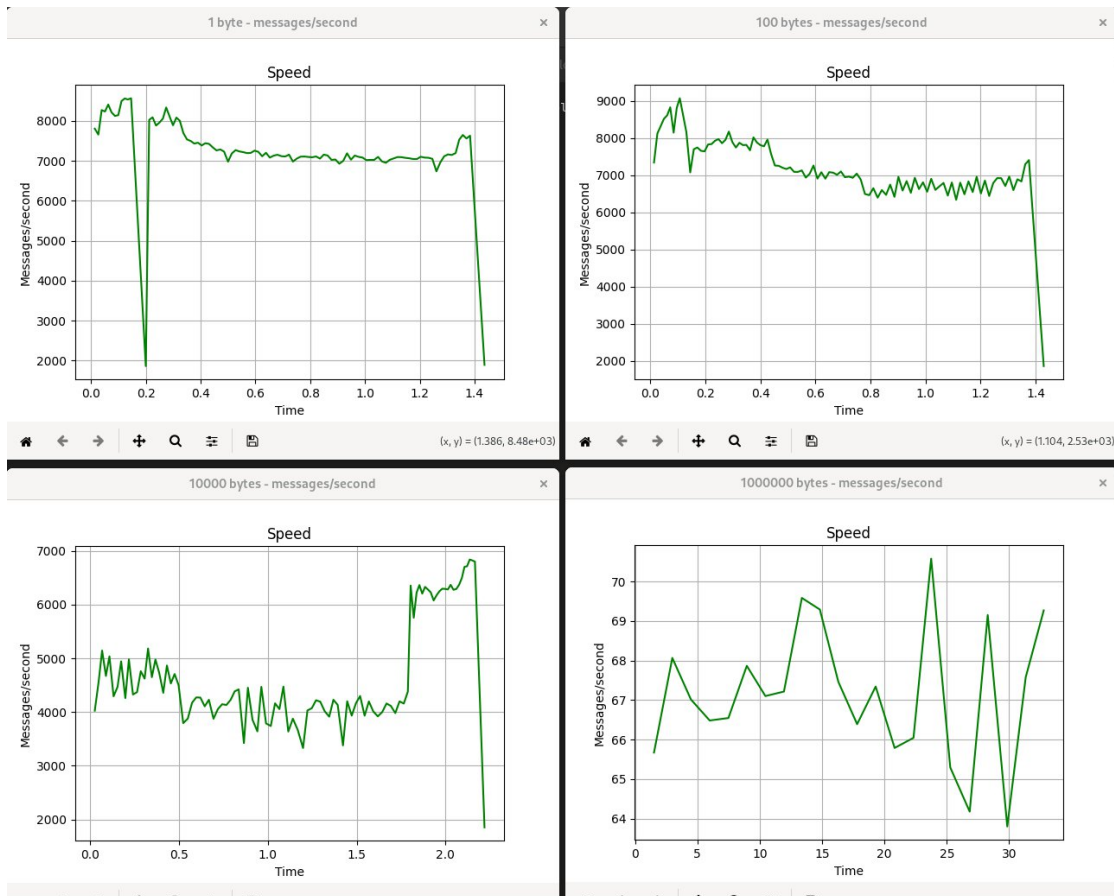 1 byte - messages/second
×
Speed
Messages/second
8000
7000
6000
5000
4000
3000
2000
0.0 0.2 0.4 0.6 0.8 1.0 1.2 1.4
Time
(x, y) = (1.386, 8.48e+03)
100 bytes - messages/second
×
Speed
Messages/second
9000
8000
7000
6000
5000
4000
3000
2000
0.0 0.2 0.4 0.6 0.8 1.0 1.2 1.4
Time
(x, y) = (1.104, 2.53e+03)
10000 bytes - messages/second
×
Speed
Messages/second
7000
6000
5000
4000
3000
2000
0.0 0.5 1.0 1.5 2.0
Time
1000000 bytes - messages/second
×
Speed
Messages/second
70
69
68
67
66
65
64
0 5 10 15 20 25 30
Time